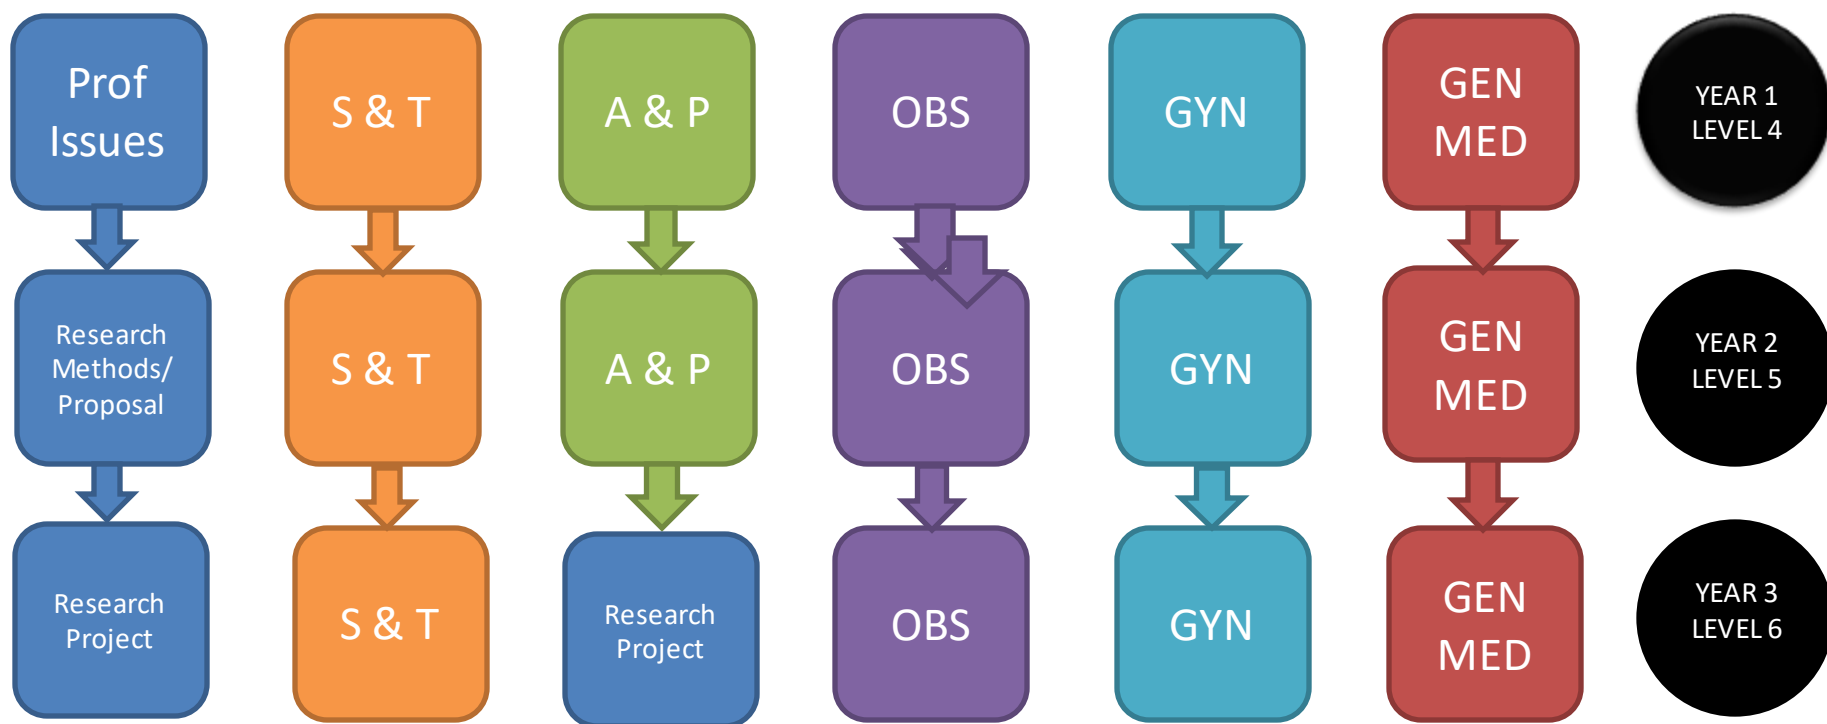 Prof
Issues
S & T
A & P
OBS
GYN
GEN
MED
YEAR 1
LEVEL 4
Research
Methods/
Proposal
S & T
A & P
OBS
GYN
GEN
MED
YEAR 2
LEVEL 5
Research
Project
S & T
Research
Project
OBS
GYN
GEN
MED
YEAR 3
LEVEL 6